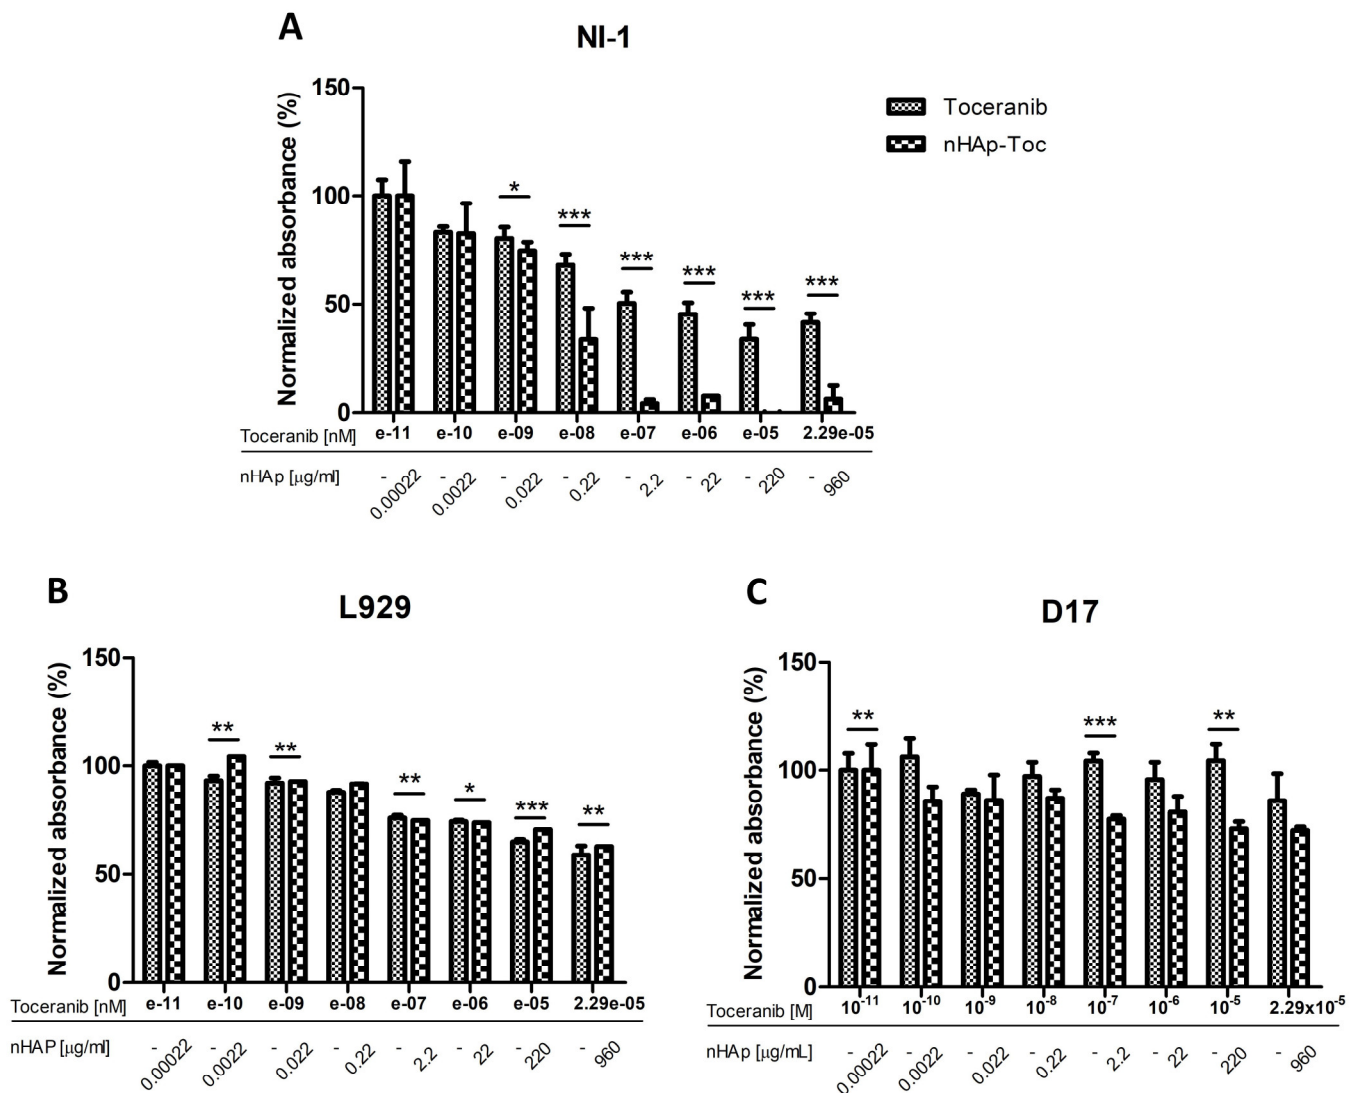 A
NI-1
Normalized absorbance (%)
150
100
50
0
* *** *** *** *** ***
Toceranib
nHAp-Toc
Toceranib [nM] e-11 e-10 e-09 e-08 e-07 e-06 e-05 2.29e-05
nHAp [μg/ml] - 0.00022 - 0.0022 - 0.022 - 0.22 - 2.2 - 22 - 220 - 960
B
L929
Normalized absorbance (%)
150
100
50
0
** ** ** * *** **
Toceranib [nM] e-11 e-10 e-09 e-08 e-07 e-06 e-05 2.29e-05
nHAP [μg/ml] - 0.00022 - 0.0022 - 0.022 - 0.22 - 2.2 - 22 - 220 - 960
C
D17
Normalized absorbance (%)
150
100
50
0
** *** **
Toceranib [M] 10⁻¹¹ 10⁻¹⁰ 10⁻⁹ 10⁻⁸ 10⁻⁷ 10⁻⁶ 10⁻⁵ 2.29x10⁻⁵
nHAp [μg/mL] - 0.00022 - 0.0022 - 0.022 - 0.22 - 2.2 - 22 - 220 - 960